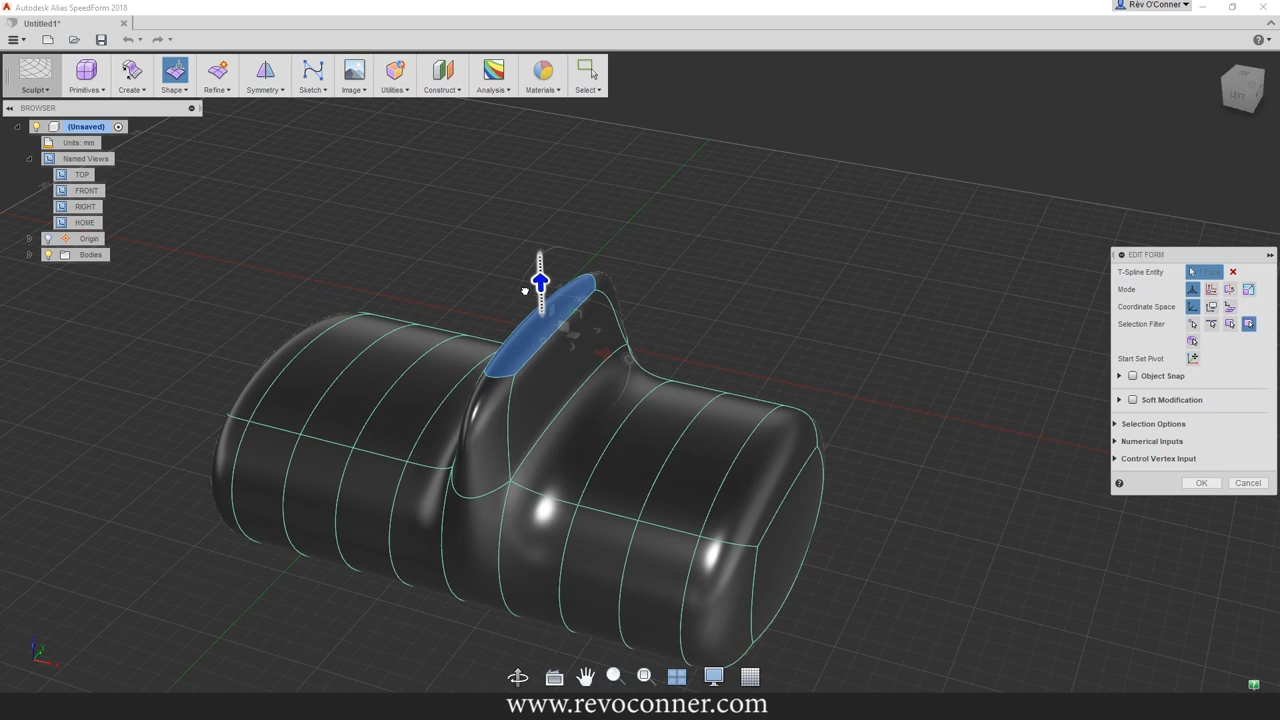 Autodesk Alias SpeedForm 2018
Rèv O'Conner
Untitled1*
Sculpt
Primitives
Create
Shape
Refine
Symmetry
Sketch
Image
Utilities
Construct
Analysis
Materials
Select
BROWSER
(Unsaved)
Units: mm
Named Views
TOP
FRONT
RIGHT
HOME
Origin
Bodies
LEFT
EDIT FORM
T-Spline Entity
1 Face
Mode
Coordinate Space
Selection Filter
Start Set Pivot
Object Snap
Soft Modification
Selection Options
Numerical Inputs
Control Vertex Input
OK Cancel
www.revoconner.com